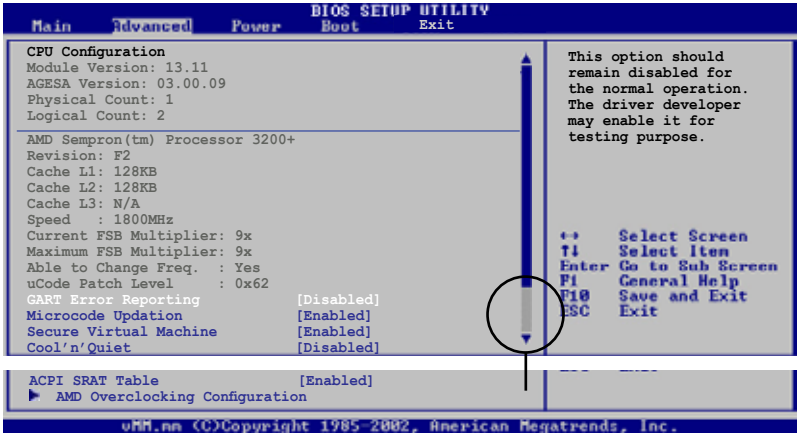 BIOS SETUP UTILITY
Main Advanced Power Boot Exit
CPU Configuration
Module Version: 13.11
AGESA Version: 03.00.09
Physical Count: 1
Logical Count: 2
AMD Sempron(tm) Processor 3200+
Revision: F2
Cache L1: 128KB
Cache L2: 128KB
Cache L3: N/A
Speed : 1800MHz
Current FSB Multiplier: 9x
Maximum FSB Multiplier: 9x
Able to Change Freq. : Yes
uCode Patch Level : 0x62
GART Error Reporting [Disabled]
Microcode Updation [Enabled]
Secure Virtual Machine [Enabled]
Cool'n'Quiet [Disabled]
ACPI SRAT Table [Enabled]
AMD Overclocking Configuration
This option should
remain disabled for
the normal operation.
The driver developer
may enable it for
testing purpose.
↔ Select Screen
↑↓ Select Item
Enter Go to Sub Screen
F1 General Help
F10 Save and Exit
ESC Exit
vMM.mm (C)Copyright 1985-2002, American Megatrends, Inc.